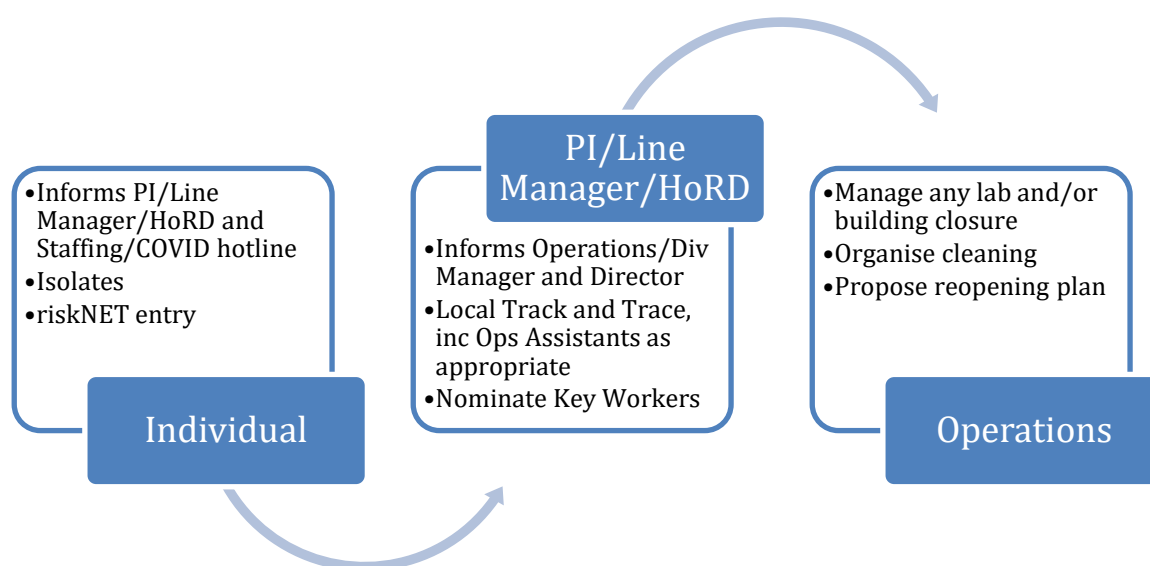 •Informs PI/Line
Manager/HoRD and
Staffing/COVID hotline
•Isolates
•riskNET entry
Individual
PI/Line
Manager/HoRD
•Informs Operations/Div
Manager and Director
•Local Track and Trace,
inc Ops Assistants as
appropriate
•Nominate Key Workers
•Manage any lab and/or
building closure
•Organise cleaning
•Propose reopening plan
Operations